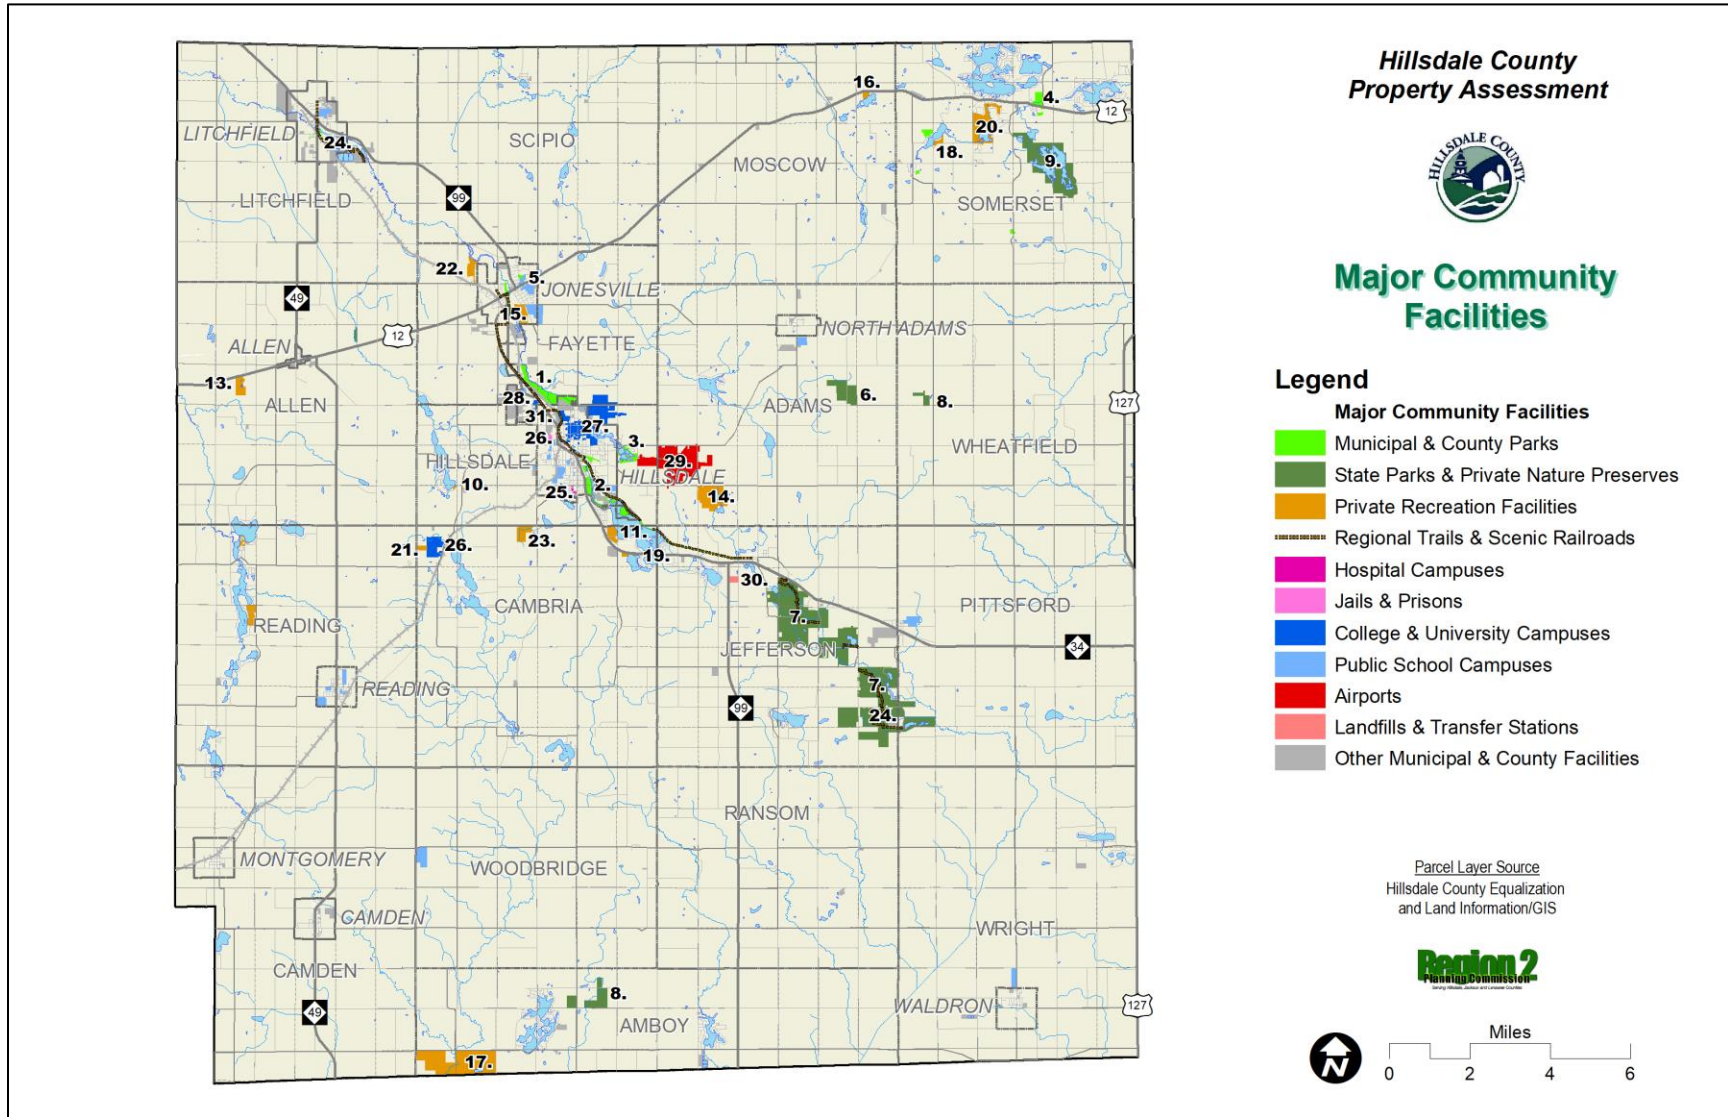 Hillsdale County
Property Assessment
HILLSDALE COUNTY
Major Community
Facilities
Legend
Major Community Facilities
Municipal & County Parks
State Parks & Private Nature Preserves
Private Recreation Facilities
Regional Trails & Scenic Railroads
Hospital Campuses
Jails & Prisons
College & University Campuses
Public School Campuses
Airports
Landfills & Transfer Stations
Other Municipal & County Facilities
Parcel Layer Source
Hillsdale County Equalization
and Land Information/GIS
Region 2
Planning Commission
Serving Hillsdale, Jackson and Lenawee Counties
N
Miles
0 2 4 6
16.
4.
12
LITCHFIELD
24.
SCIPIO
20.
18.
9.
MOSCOW
LITCHFIELD
99
SOMERSET
22.
5.
JONESVILLE
49
15.
12
NORTH ADAMS
ALLEN
FAYETTE
13.
1.
ALLEN
28.
6.
8.
127
ADAMS
31.
27.
26.
3.
WHEATFIELD
HILLSDALE
29.
HILLSDALE
10.
25.
2.
14.
21.
26.
23.
11.
19.
30.
CAMBRIA
PITTSFORD
READING
7.
JEFFERSON
34
READING
7.
99
24.
RANSOM
MONTGOMERY
WOODBRIDGE
CAMDEN
WRIGHT
CAMDEN
8.
49
AMBOY
WALDRON
127
17.